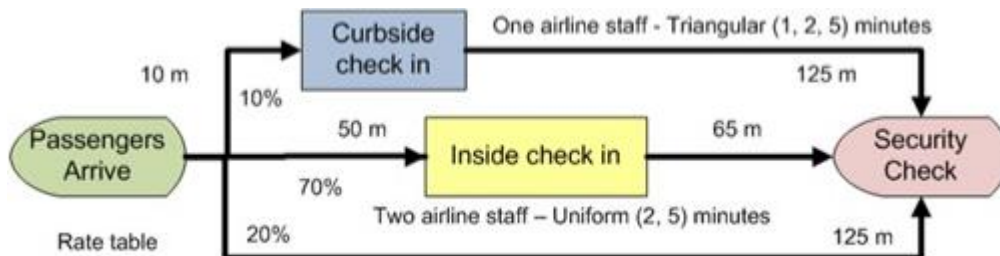 One airline staff - Triangular (1, 2, 5) minutes
Curbside
check in
10 m
125 m
10%
Passengers
Arrive
50 m
Inside check in
65 m
Security
Check
70%
Two airline staff – Uniform (2, 5) minutes
Rate table
20%
125 m